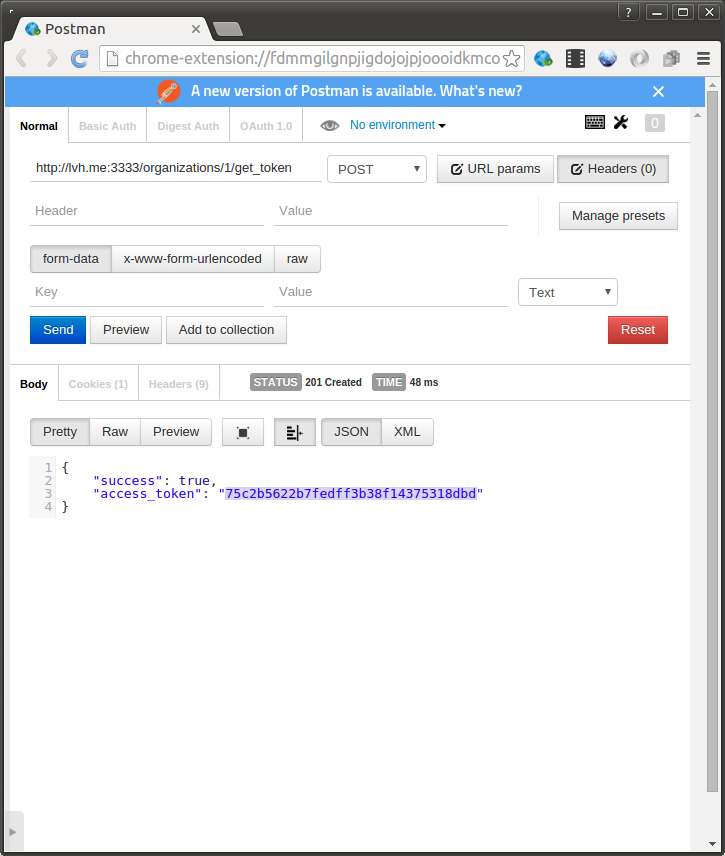 Postman
chrome-extension://fdmmgilgnpjigdojojpjoooidkmco
A new version of Postman is available. What's new?
Normal Basic Auth Digest Auth OAuth 1.0 No environment 0
http://lvh.me:3333/organizations/1/get_token POST URL params Headers (0)
Header Value Manage presets
form-data x-www-form-urlencoded raw
Key Value Text
Send Preview Add to collection Reset
Body Cookies (1) Headers (9) STATUS 201 Created TIME 48 ms
Pretty Raw Preview JSON XML
1 {
2 "success": true,
3 "access_token": "75c2b5622b7fedff3b38f14375318dbd"
4 }